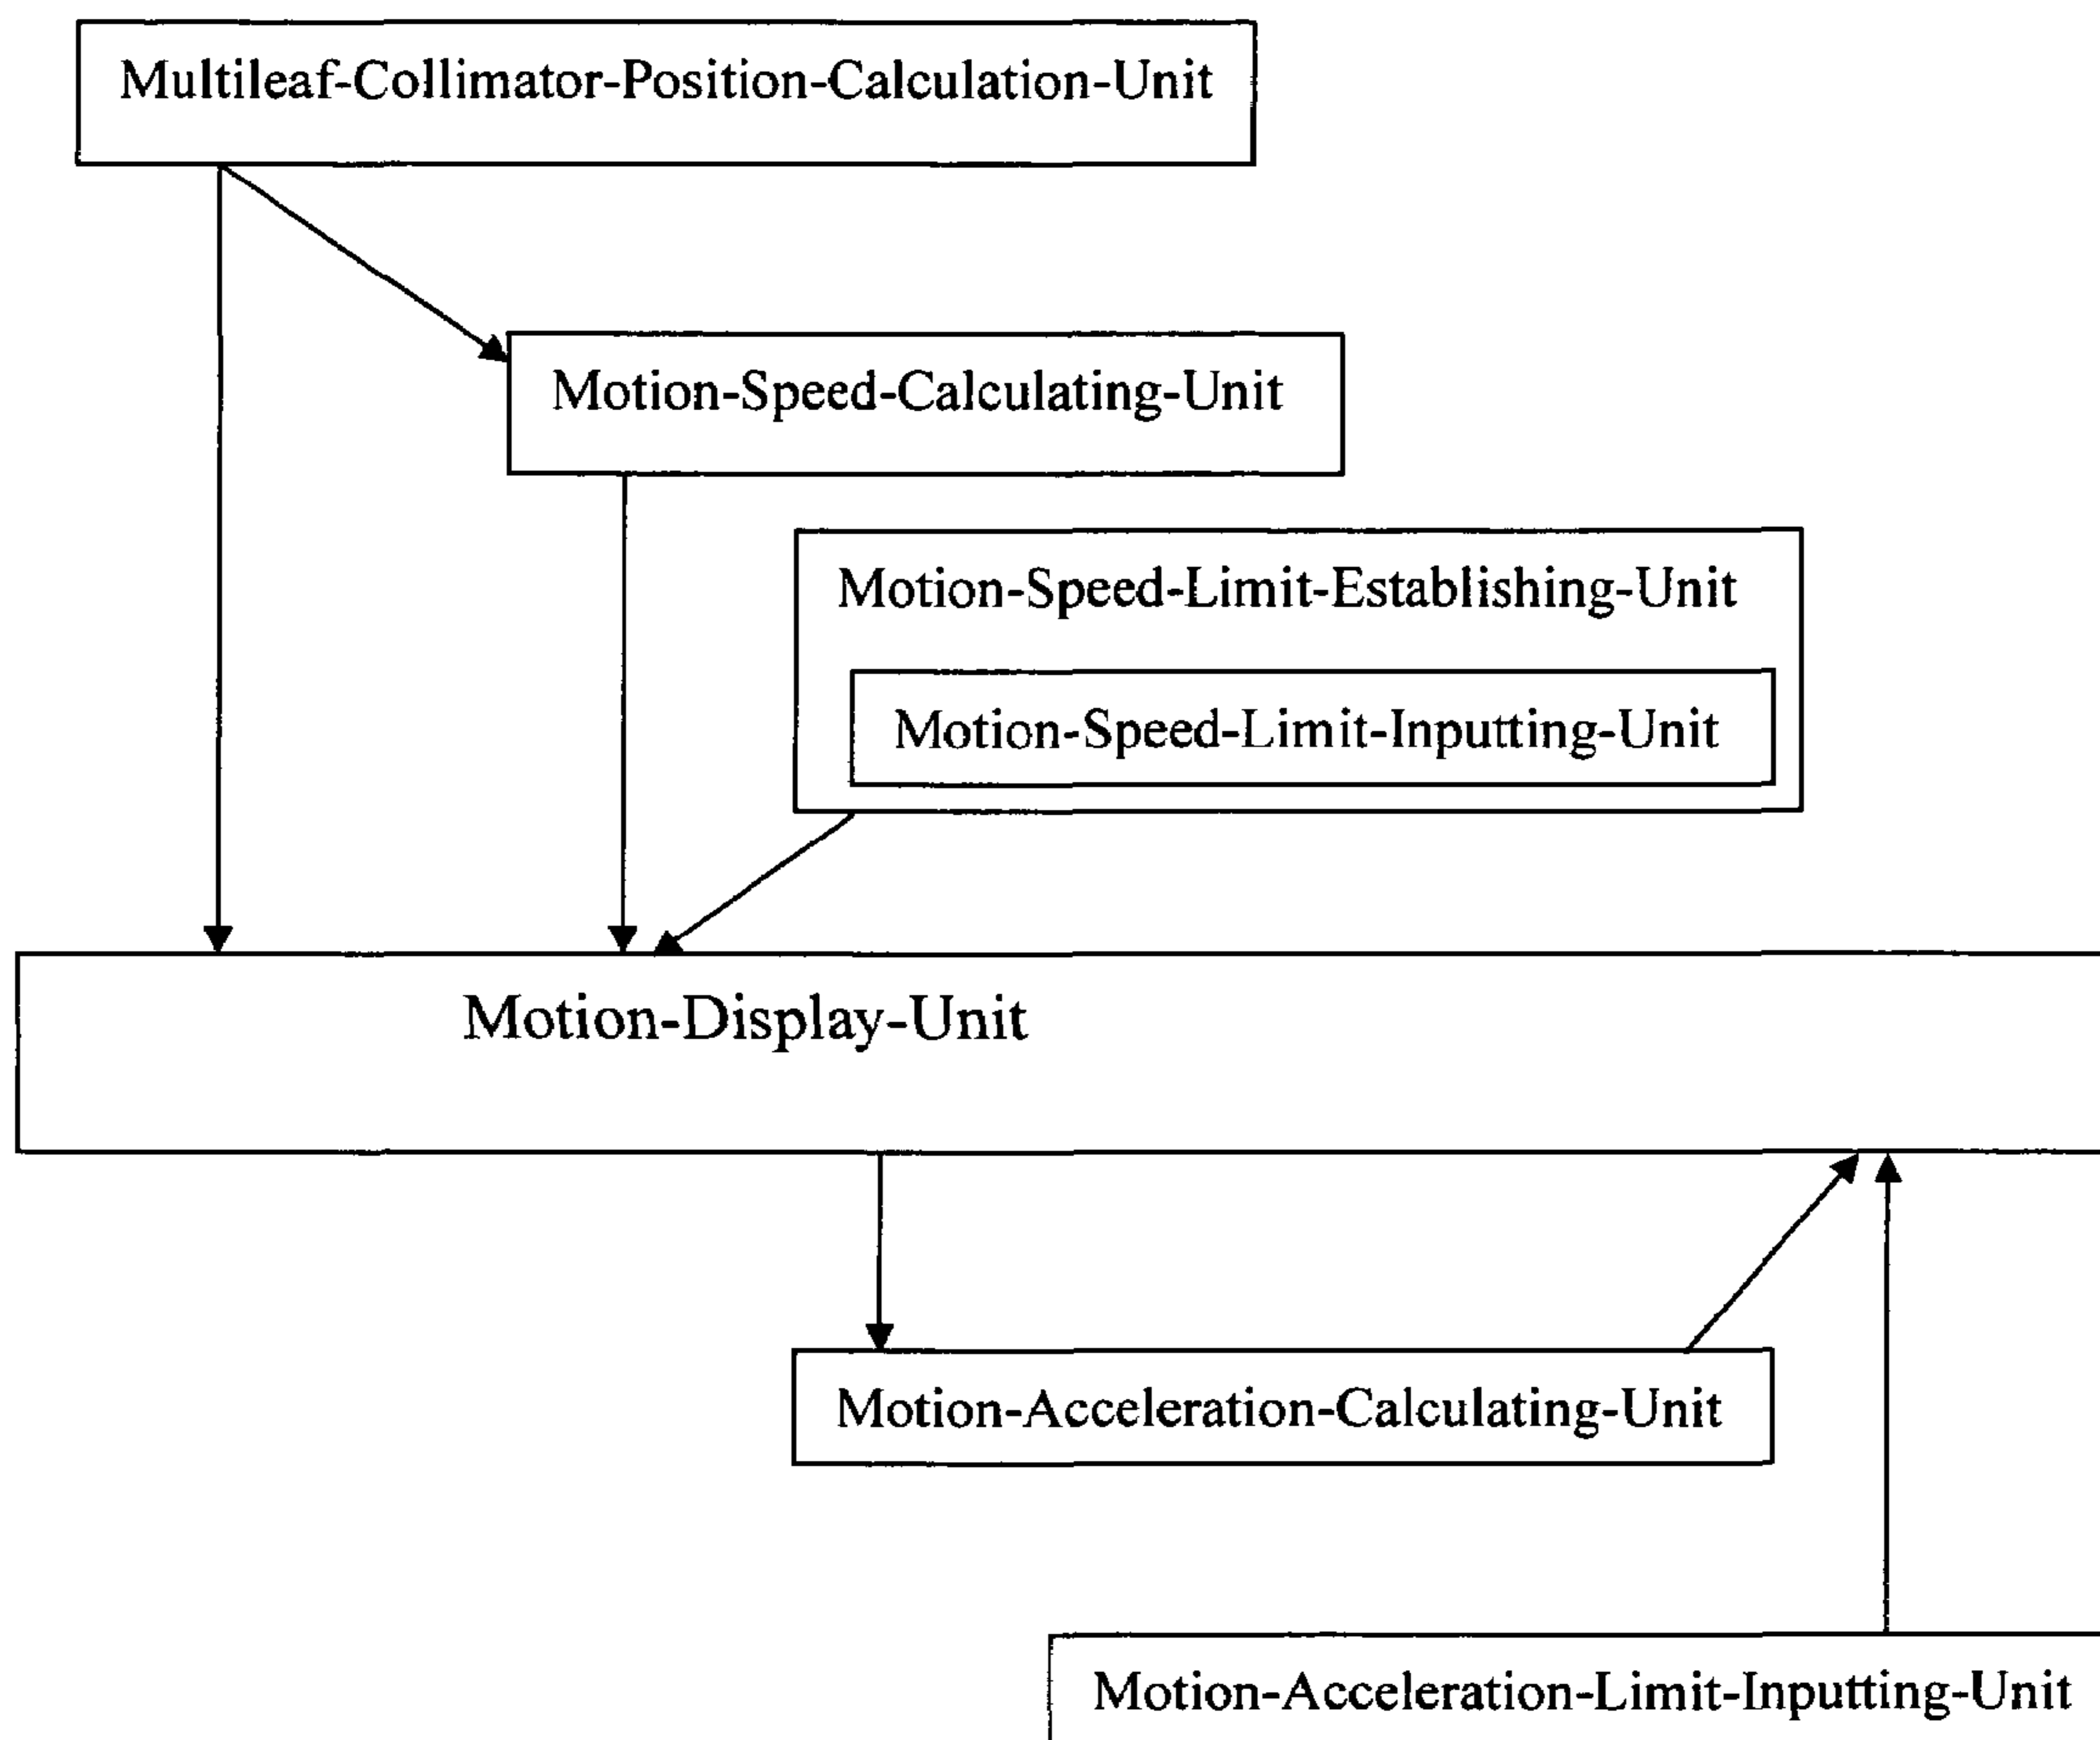 Multileaf-Collimator-Position-Calculation-Unit
Motion-Speed-Calculating-Unit
Motion-Speed-Limit-Establishing-Unit
Motion-Speed-Limit-Inputting-Unit
Motion-Display-Unit
Motion-Acceleration-Calculating-Unit
Motion-Acceleration-Limit-Inputting-Unit